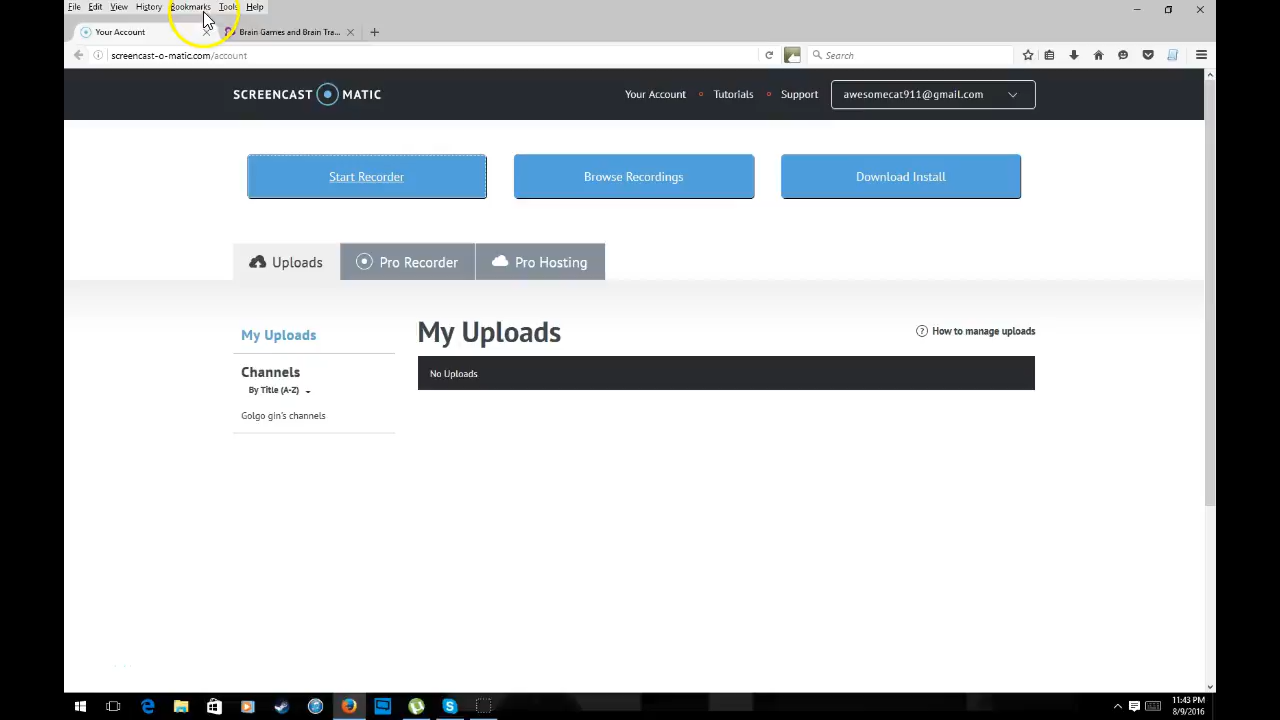 File Edit View History Bookmarks Tools Help
Your Account Brain Games and Brain Tra...
screencast-o-matic.com/account Search
SCREENCAST MATIC Your Account Tutorials Support awesomecat911@gmail.com
Start Recorder Browse Recordings Download Install
Uploads Pro Recorder Pro Hosting
My Uploads My Uploads ? How to manage uploads
Channels No Uploads
By Title (A-Z)
Golgo gin's channels
11:43 PM
8/9/2016